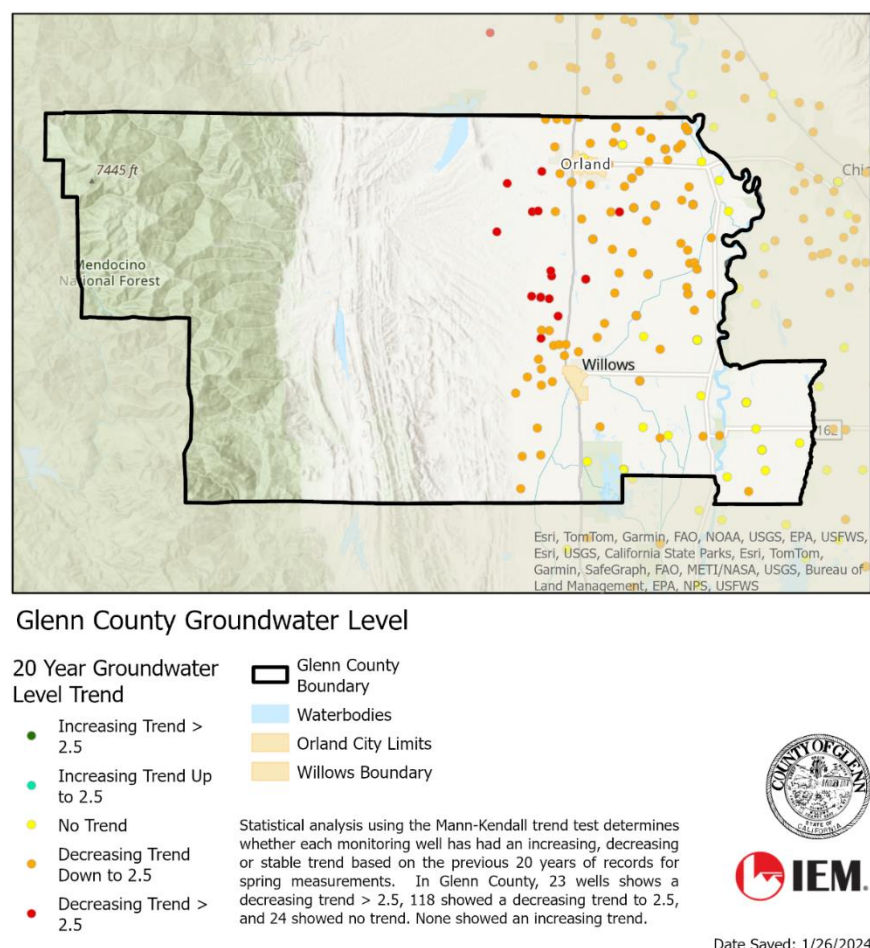 7445 ft
Orland
Chi
Mendocino
National Forest
Willows
162
Esri, TomTom, Garmin, FAO, NOAA, USGS, EPA, USFWS,
Esri, USGS, California State Parks, Esri, TomTom,
Garmin, SafeGraph, FAO, METI/NASA, USGS, Bureau of
Land Management, EPA, NPS, USFWS
Glenn County Groundwater Level
20 Year Groundwater
Level Trend
Increasing Trend >
2.5
Increasing Trend Up
to 2.5
No Trend
Decreasing Trend
Down to 2.5
Decreasing Trend >
2.5
Glenn County
Boundary
Waterbodies
Orland City Limits
Willows Boundary
Statistical analysis using the Mann-Kendall trend test determines
whether each monitoring well has had an increasing, decreasing
or stable trend based on the previous 20 years of records for
spring measurements. In Glenn County, 23 wells shows a
decreasing trend > 2.5, 118 showed a decreasing trend to 2.5,
and 24 showed no trend. None showed an increasing trend.
COUNTY OF GLENN
STATE OF
CALIFORNIA
IEM.
Date Saved: 1/26/2024